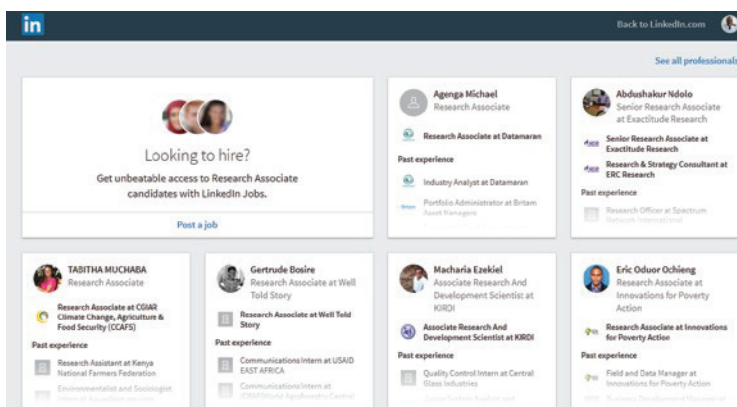 in
Back to LinkedIn.com
See all professionals
Looking to hire?
Get unbeatable access to Research Associate
candidates with LinkedIn Jobs.
Post a job
Agenga Michael
Research Associate
Research Associate at Datamaran
Past experience
Industry Analyst at Datamaran
Portfolio Administrator at Britam
Asset Managers
Abdushakur Ndolo
Senior Research Associate
at Exactitude Research
Senior Research Associate at
Exactitude Research
Research & Strategy Consultant at
ERC Research
Past experience
Research Officer at Spectrum
Network International
TABITHA MUCHABA
Research Associate
Research Associate at CGIAR
Climate Change, Agriculture &
Food Security (CCAFS)
Past experience
Research Assistant at Kenya
National Farmers Federation
Environmentalist and Sociologist
Gertrude Bosire
Research Associate at Well
Told Story
Research Associate at Well Told
Story
Past experience
Communications Intern at USAID
EAST AFRICA
Communications Intern at
Macharia Ezekiel
Associate Research And
Development Scientist at
KIRDI
Associate Research And
Development Scientist at KIRDI
Past experience
Quality Control Intern at Central
Glass Industries
Eric Oduor Ochieng
Research Associate at
Innovations for Poverty
Action
Research Associate at Innovations
for Poverty Action
Past experience
Field and Data Manager at
Innovations for Poverty Action